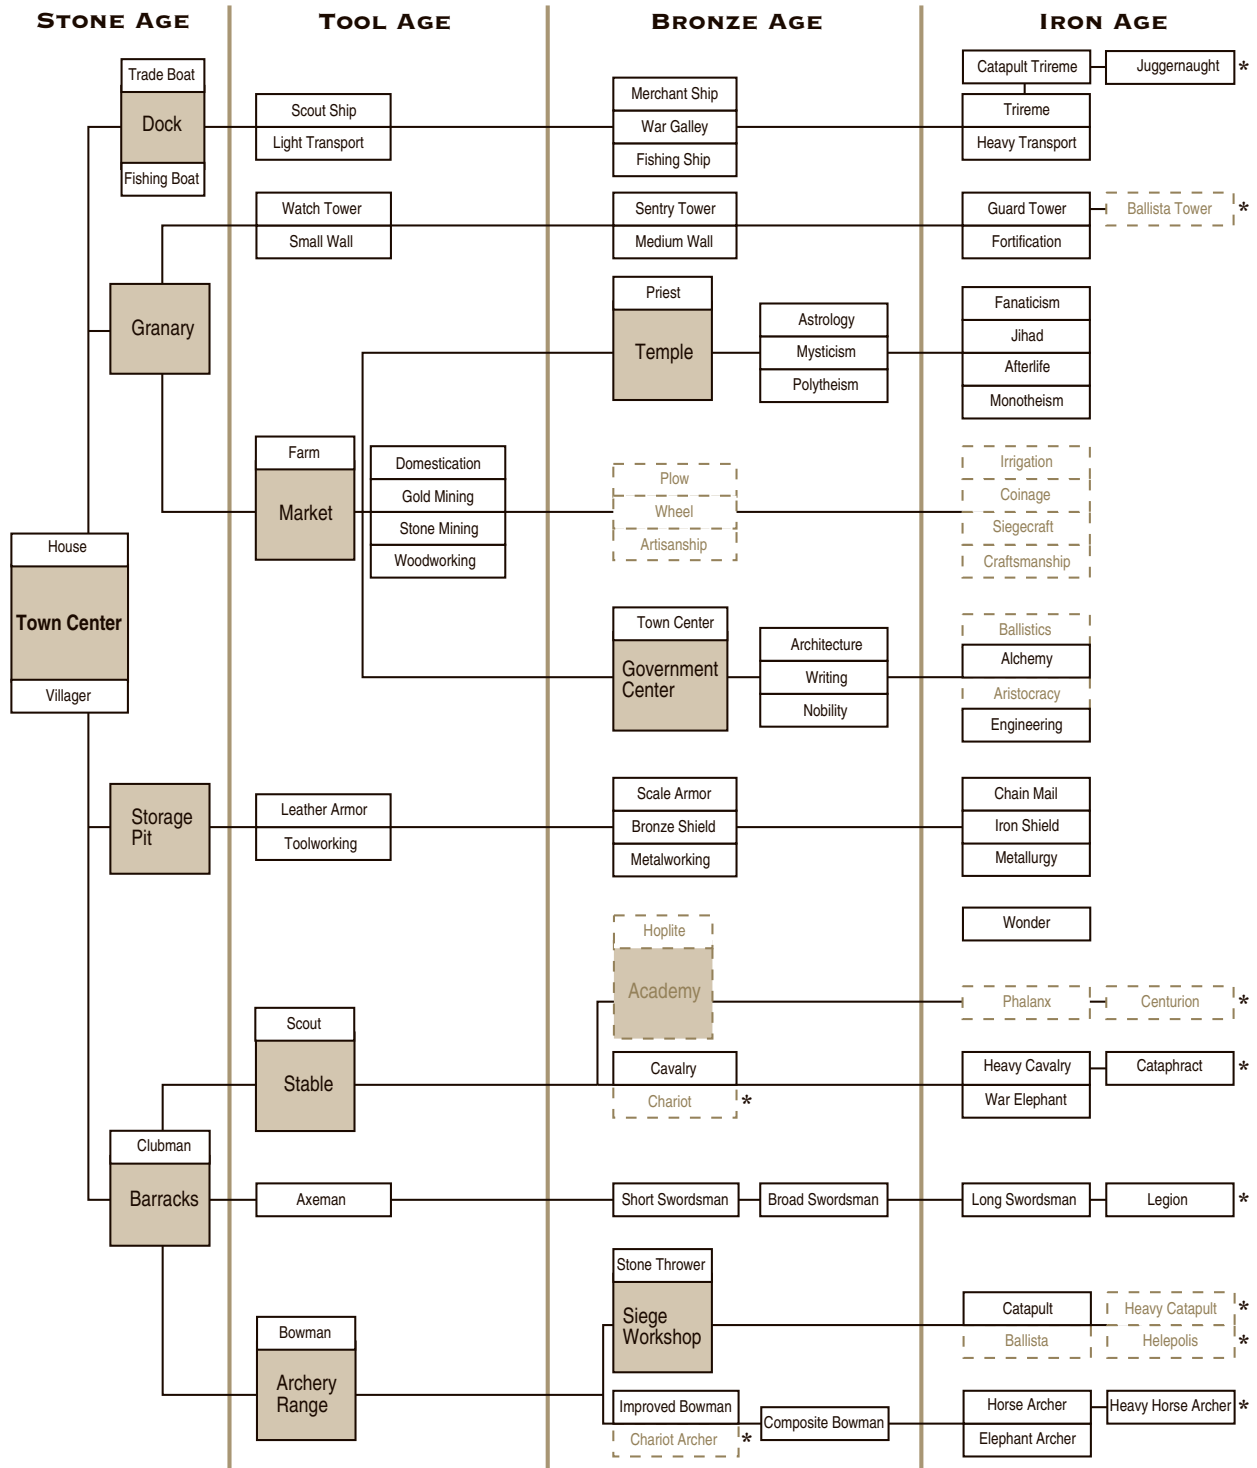 STONE AGE
TOOL AGE
BRONZE AGE
IRON AGE
Trade Boat
Dock
Fishing Boat
Scout Ship
Light Transport
Merchant Ship
War Galley
Fishing Ship
Catapult Trireme
Juggernaught *
Trireme
Heavy Transport
Granary
Watch Tower
Small Wall
Sentry Tower
Medium Wall
Guard Tower
Ballista Tower *
Fortification
Priest
Temple
Astrology
Mysticism
Polytheism
Fanaticism
Jihad
Afterlife
Monotheism
Farm
Market
Domestication
Gold Mining
Stone Mining
Woodworking
Plow
Wheel
Artisanship
Irrigation
Coinage
Siegecraft
Craftsmanship
House
Town Center
Villager
Town Center
Government
Center
Architecture
Writing
Nobility
Ballistics
Alchemy
Aristocracy
Engineering
Storage
Pit
Leather Armor
Toolworking
Scale Armor
Bronze Shield
Metalworking
Chain Mail
Iron Shield
Metallurgy
Wonder
Hoplite
Academy
Phalanx
Centurion *
Scout
Stable
Cavalry
Chariot *
Heavy Cavalry
Cataphract *
War Elephant
Clubman
Barracks
Axeman
Short Swordsman
Broad Swordsman
Long Swordsman
Legion *
Stone Thrower
Siege
Workshop
Catapult
Heavy Catapult *
Ballista
Helepolis *
Bowman
Archery
Range
Improved Bowman
Chariot Archer *
Composite Bowman
Horse Archer
Heavy Horse Archer *
Elephant Archer